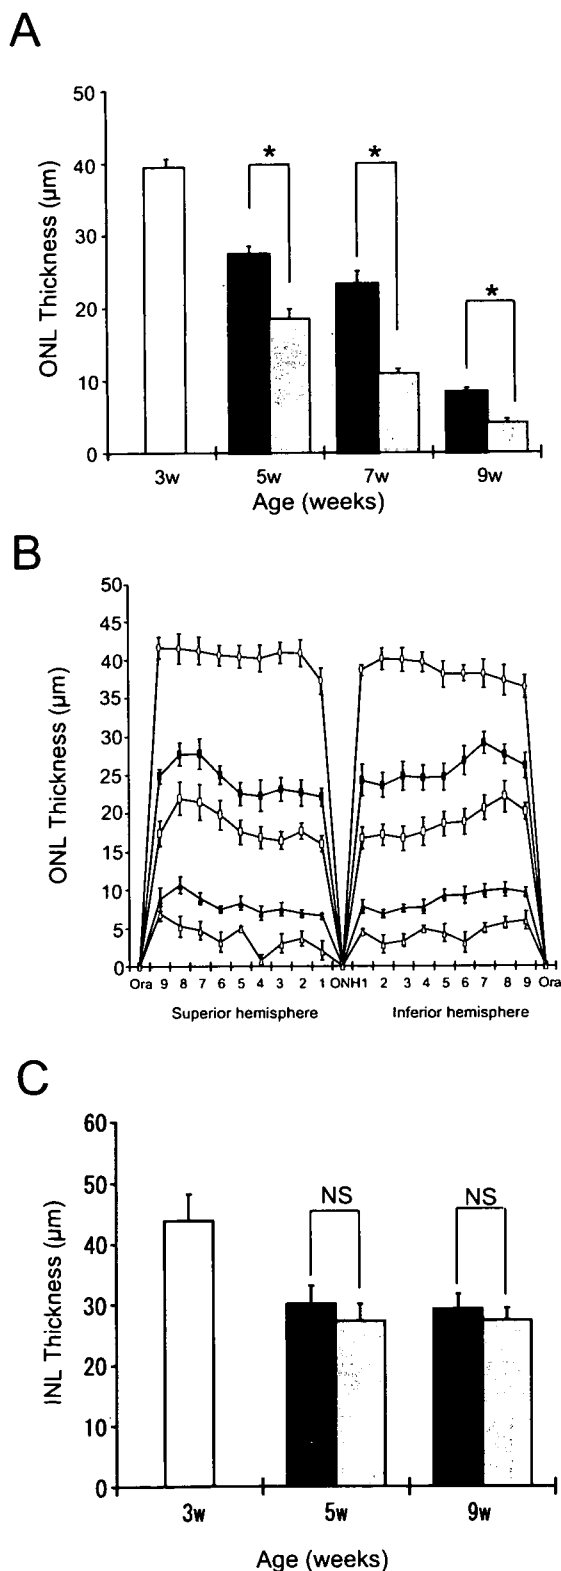 A
50
40
30
20
10
0
ONL Thickness (µm)
*
*
*
3w 5w 7w 9w
Age (weeks)
B
50
45
40
35
30
25
20
15
10
5
0
ONL Thickness (µm)
Ora 9 8 7 6 5 4 3 2 1 ONH1 2 3 4 5 6 7 8 9 Ora
Superior hemisphere Inferior hemisphere
C
60
50
40
30
20
10
0
INL Thickness (µm)
NS NS
3w 5w 9w
Age (weeks)